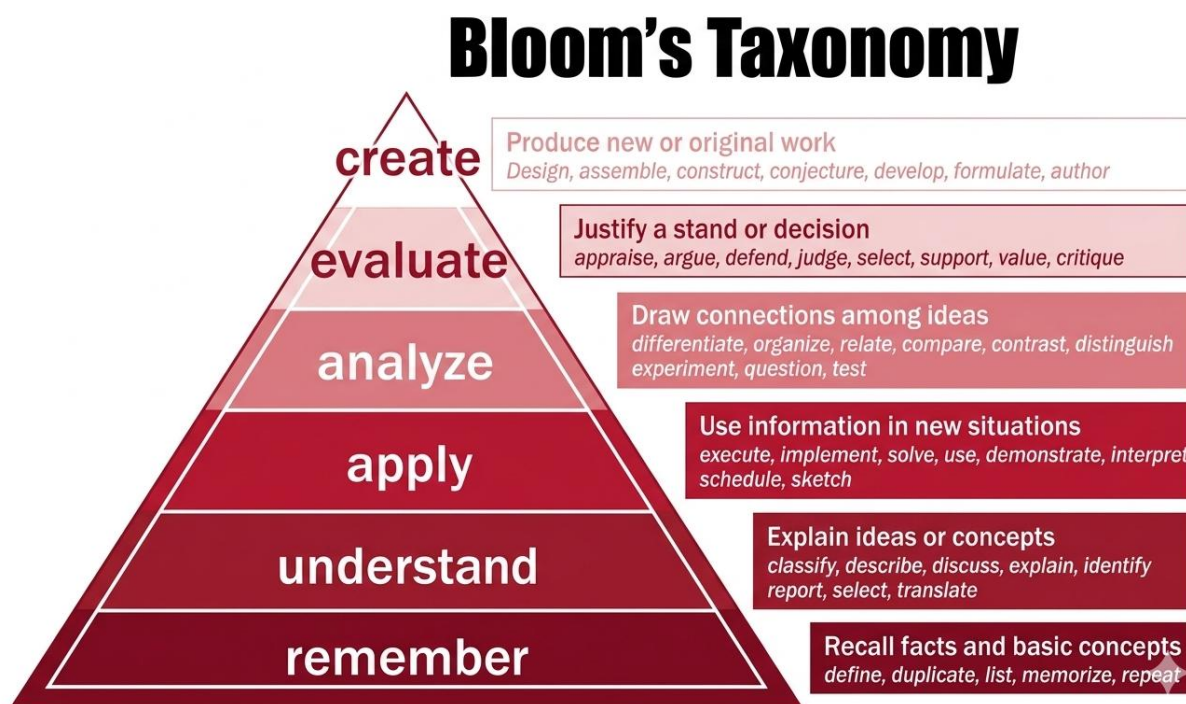 Bloom’s Taxonomy
create
Produce new or original work
Design, assemble, construct, conjecture, develop, formulate, author
evaluate
Justify a stand or decision
appraise, argue, defend, judge, select, support, value, critique
analyze
Draw connections among ideas
differentiate, organize, relate, compare, contrast, distinguish
experiment, question, test
apply
Use information in new situations
execute, implement, solve, use, demonstrate, interpret
schedule, sketch
understand
Explain ideas or concepts
classify, describe, discuss, explain, identify
report, select, translate
remember
Recall facts and basic concepts
define, duplicate, list, memorize, repeat